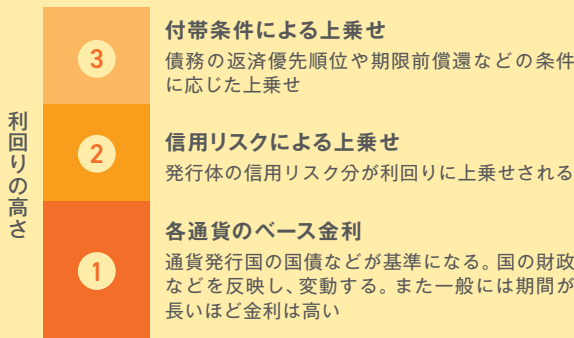 利回りの高さ
3
付帯条件による上乗せ
債務の返済優先順位や期限前償還などの条件
に応じた上乗せ
2
信用リスクによる上乗せ
発行体の信用リスク分が利回りに上乗せされる
1
各通貨のベース金利
通貨発行国の国債などが基準になる。国の財政
などを反映し、変動する。また一般には期間が
長いほど金利は高い